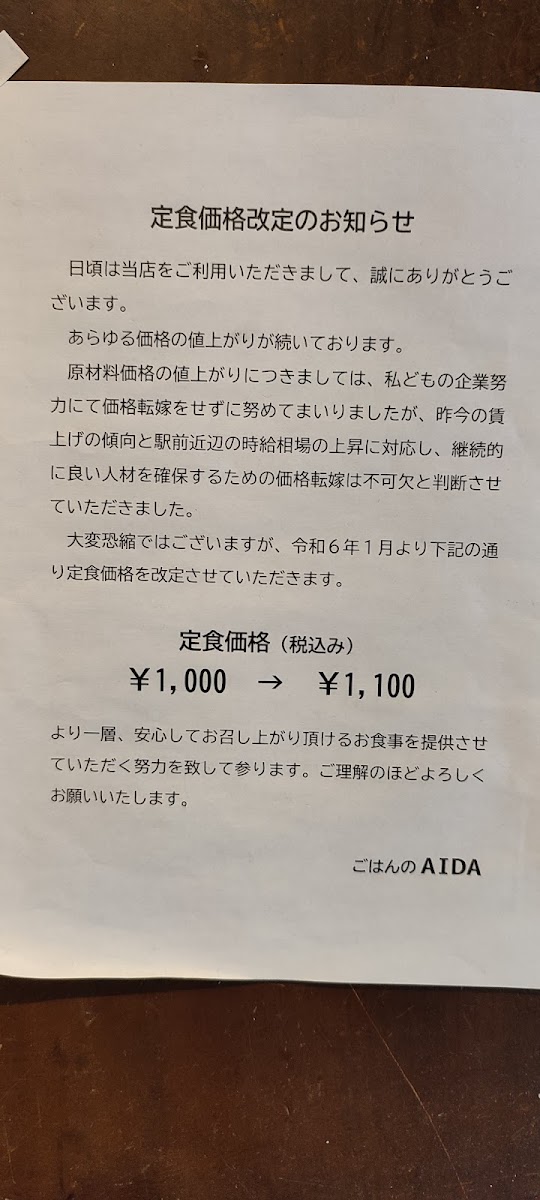 定食価格改定のお知らせ
日頃は当店をご利用いただきまして、誠にありがとうご
ざいます。
あらゆる価格の値上がりが続いております。
原材料価格の値上がりにつきましては、私どもの企業努
力にて価格転嫁をせずに努めてまいりましたが、昨今の賃
上げの傾向と駅前近辺の時給相場の上昇に対応し、継続的
に良い人材を確保するための価格転嫁は不可欠と判断させ
ていただきました。
大変恐縮ではございますが、令和６年１月より下記の通
り定食価格を改定させていただきます。
定食価格（税込み）
￥1,000 → ￥1,100
より一層、安心してお召し上がり頂けるお食事を提供させ
ていただく努力を致して参ります。ご理解のほどよろしく
お願いいたします。
ごはんの AIDA